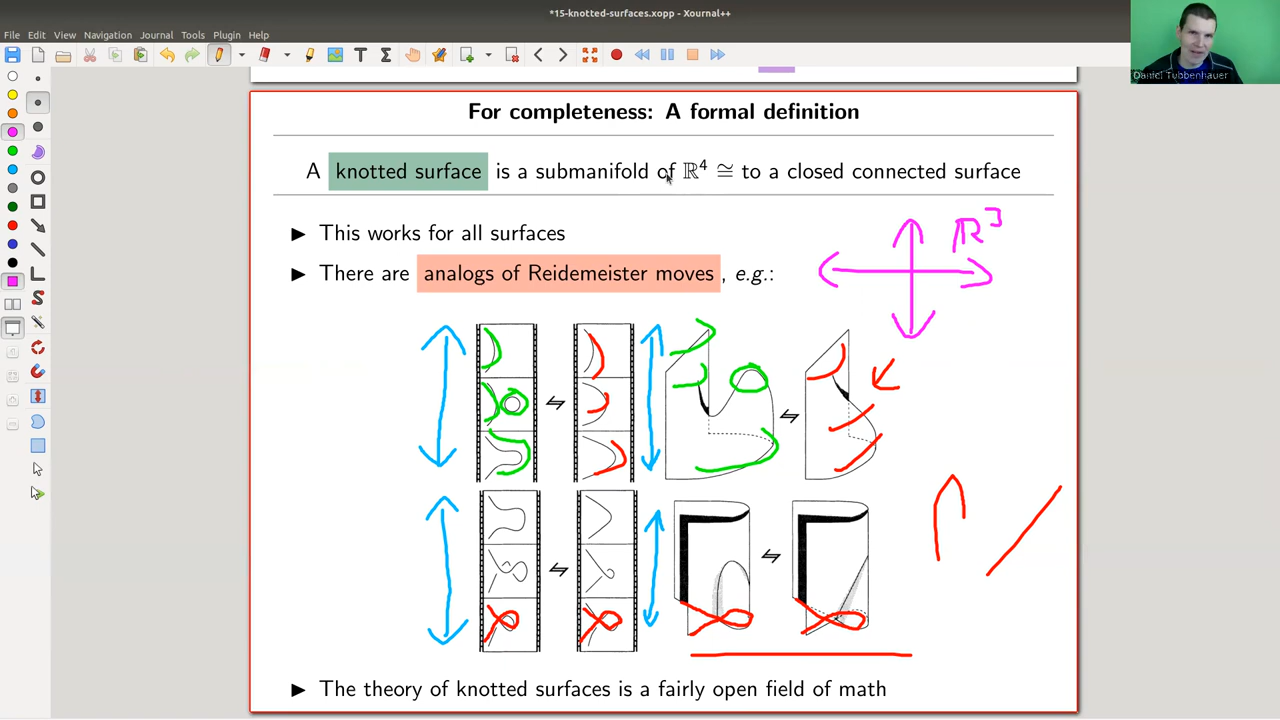 *15-knotted-surfaces.xopp - Xournal++
File Edit View Navigation Journal Tools Plugin Help
Daniel Tubbenhauer
For completeness: A formal definition
A knotted surface is a submanifold of ℝ⁴ ≅ to a closed connected surface
▶ This works for all surfaces
ℝ³
▶ There are analogs of Reidemeister moves, e.g.:
▶ The theory of knotted surfaces is a fairly open field of math